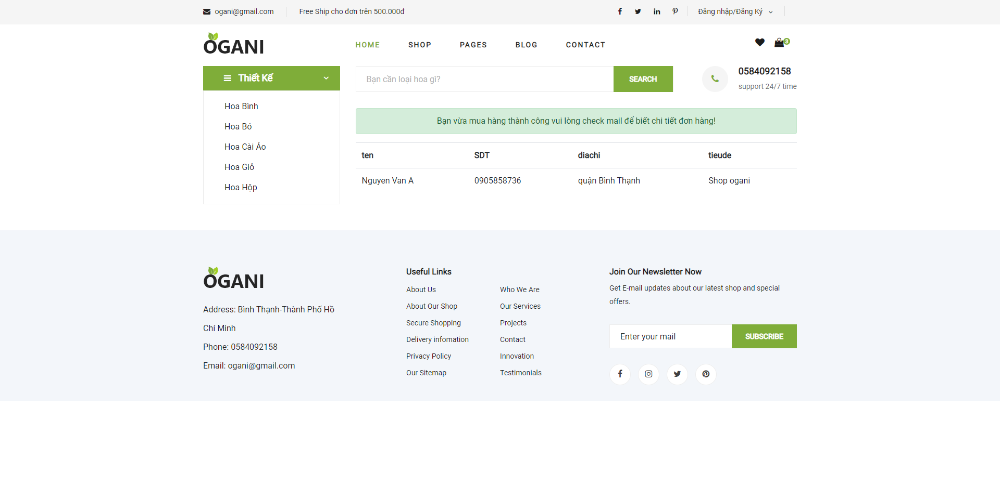 ogani@gmail.com
Free Ship cho đơn trên 500.000đ
Đăng nhập/Đăng Ký
OGANI
HOME
SHOP
PAGES
BLOG
CONTACT
3
Thiết Kế
Bạn cần loại hoa gì?
SEARCH
0584092158
support 24/7 time
Hoa Bình
Hoa Bó
Hoa Cài Áo
Hoa Giỏ
Hoa Hộp
Bạn vừa mua hàng thành công vui lòng check mail để biết chi tiết đơn hàng!
ten SDT diachi tieude
Nguyen Van A 0905858736 quận Bình Thạnh Shop ogani
OGANI
Address: Bình Thạnh-Thành Phố Hồ
Chí Minh
Phone: 0584092158
Email: ogani@gmail.com
Useful Links
About Us
About Our Shop
Secure Shopping
Delivery infomation
Privacy Policy
Our Sitemap
Who We Are
Our Services
Projects
Contact
Innovation
Testimonials
Join Our Newsletter Now
Get E-mail updates about our latest shop and special
offers.
Enter your mail
SUBSCRIBE